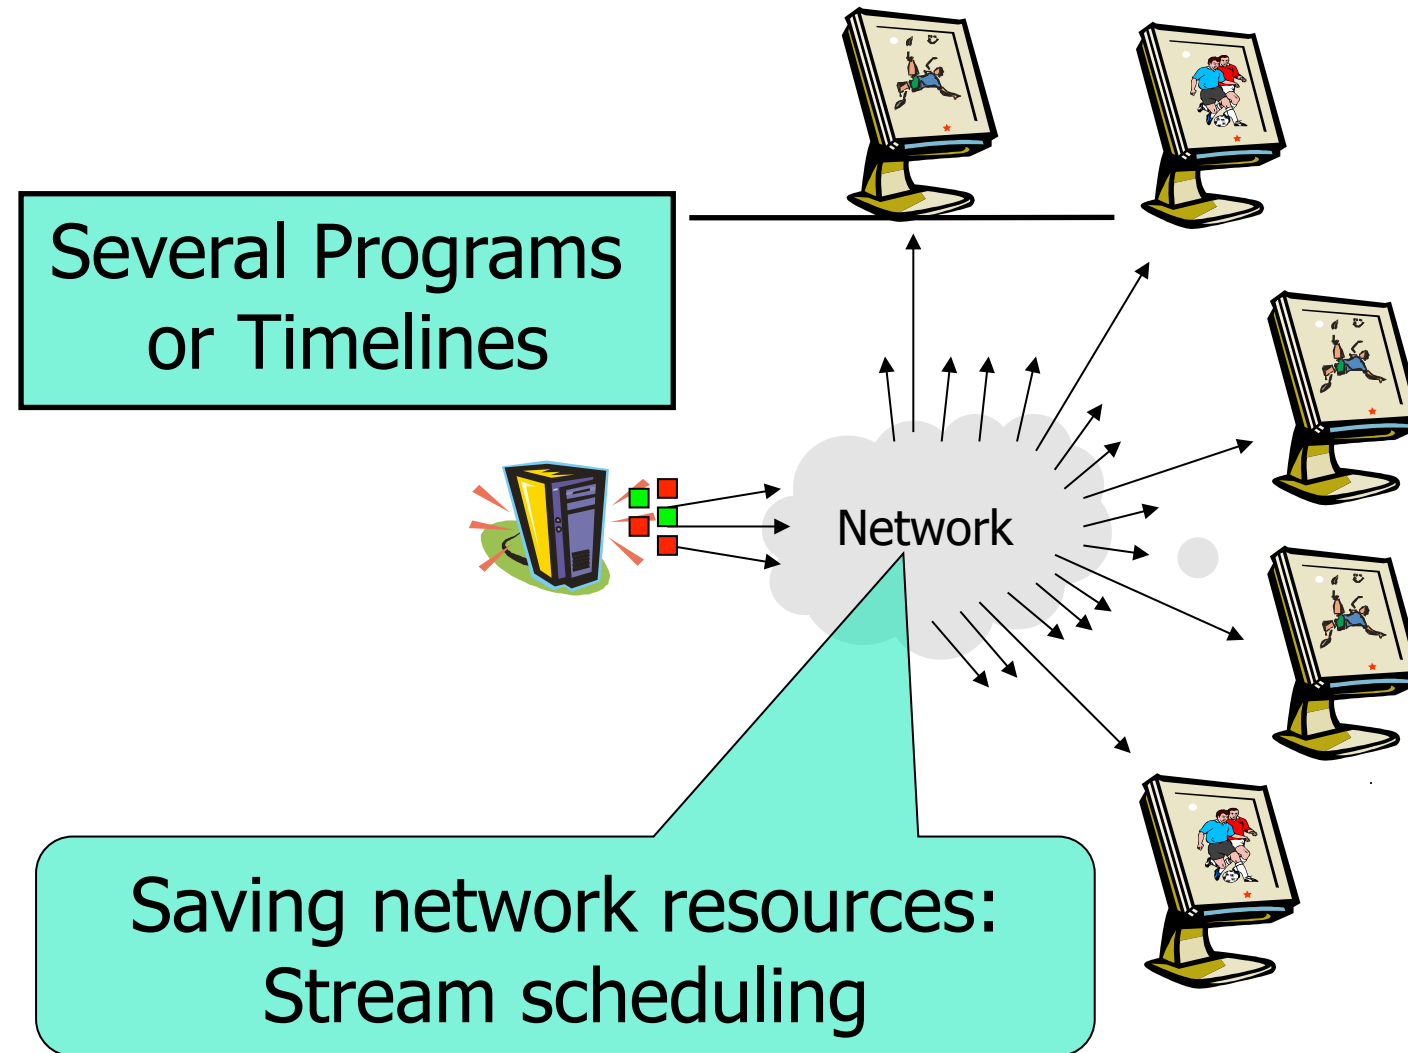 Several Programs
or Timelines
Network
Saving network resources:
Stream scheduling